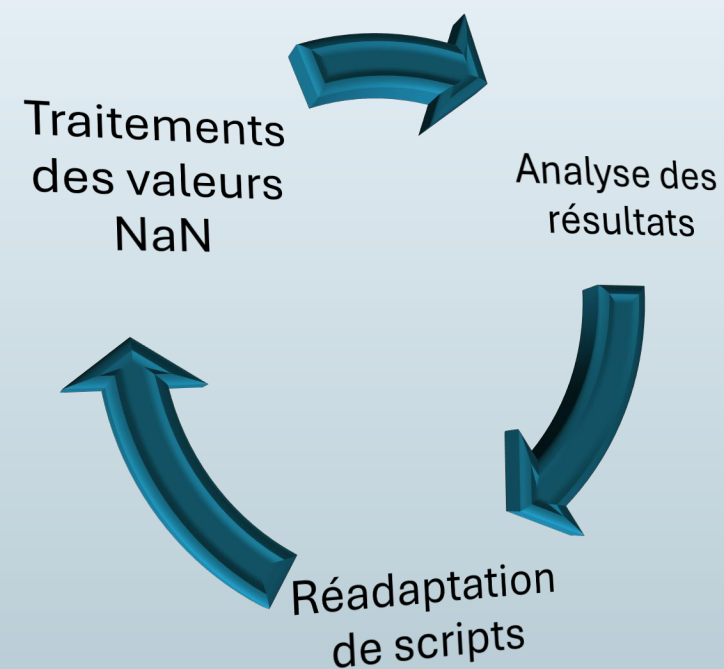 Traitements
des valeurs
NaN
Analyse des
résultats
Réadaptation
de scripts